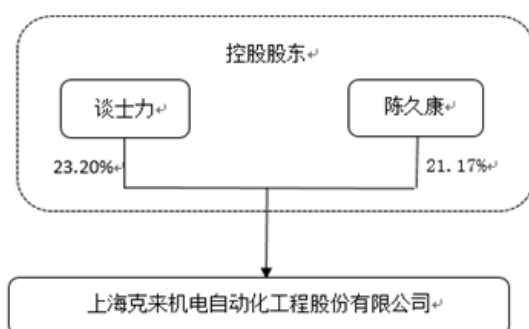 控股股东
谈士力
陈久康
23.20%
21.17%
上海克来机电自动化工程股份有限公司